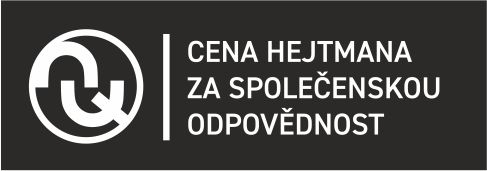 CENA HEJTMANA
ZA SPOLEČENSKOU
ODPOVĚDNOST